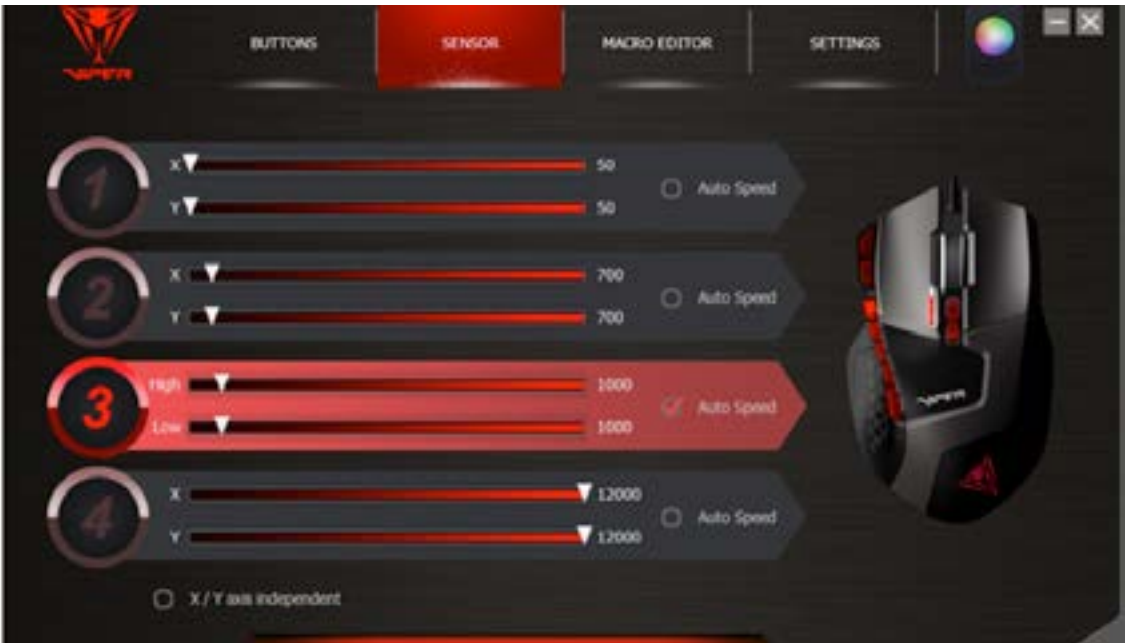 VIPER
BUTTONS
SENSOR
MACRO EDITOR
SETTINGS
1
X 50
Y 50
Auto Speed
2
X 700
Y 700
Auto Speed
3
High 1000
Low 1000
Auto Speed
4
X 12000
Y 12000
Auto Speed
X / Y axis independent
VIPER